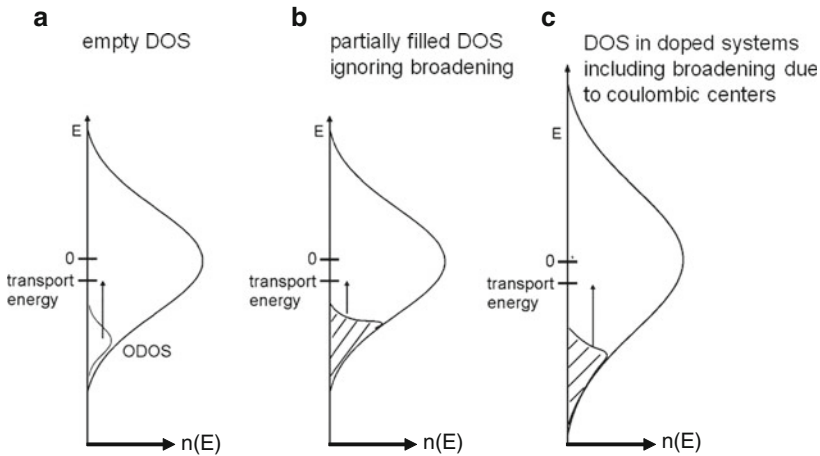 a
empty DOS
E
0
transport
energy
ODOS
n(E)
b
partially filled DOS
ignoring broadening
E
0
transport
energy
n(E)
c
DOS in doped systems
including broadening due
to coulombic centers
E
0
transport
energy
n(E)